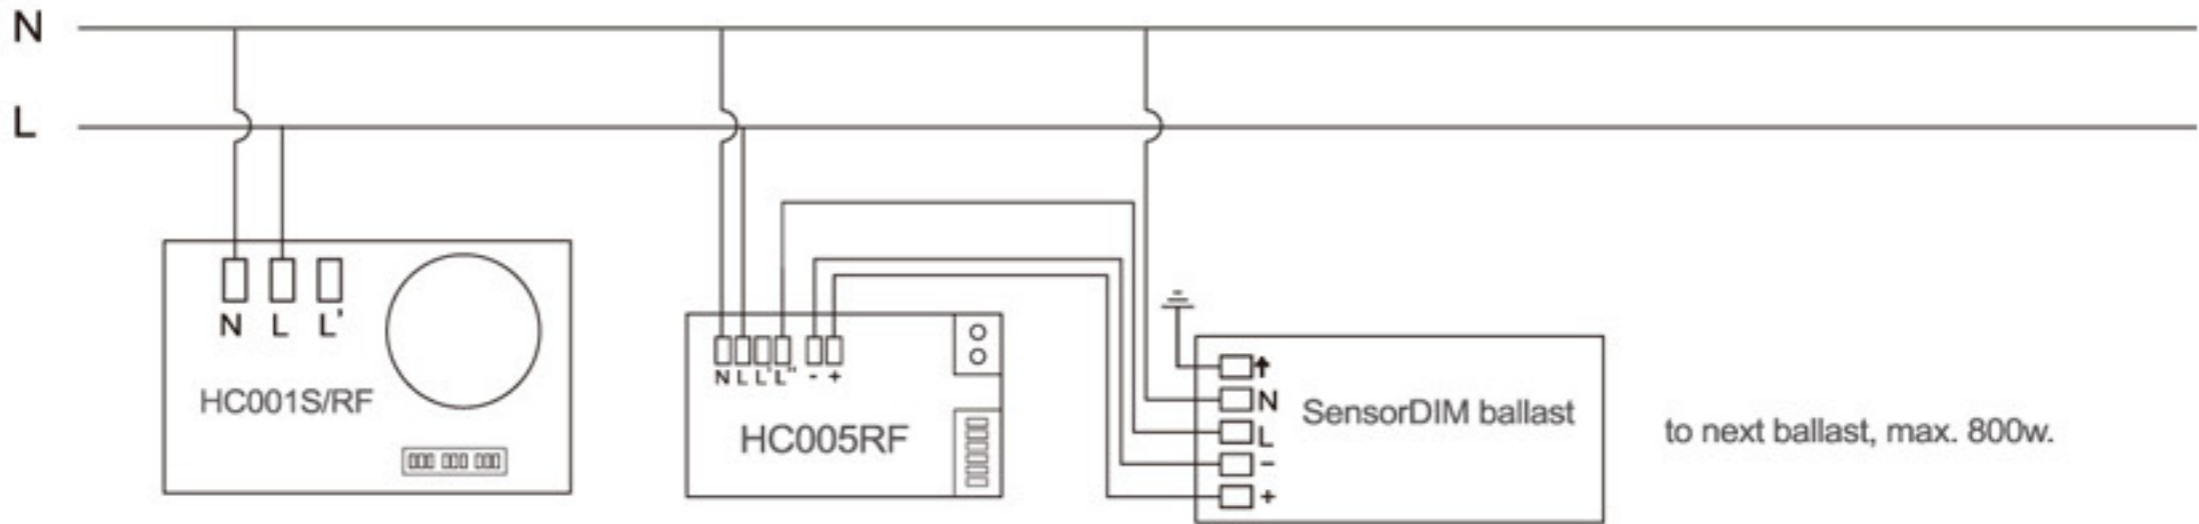 N
L
N L L'
HC001S/RF
N L L' L'' - +
HC005RF
N
L
-
+
SensorDIM ballast
to next ballast, max. 800w.